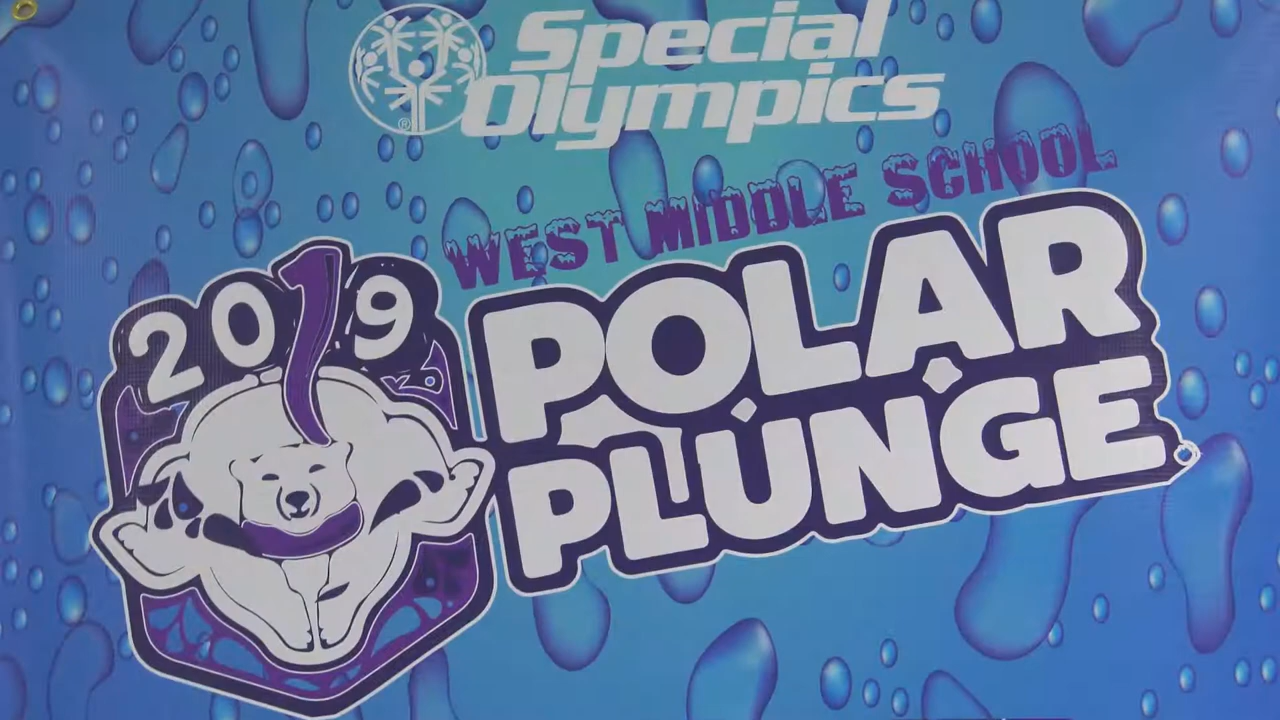 Special
Olympics
®
WEST MIDDLE SCHOOL
2019
POLAR
PLUNGE